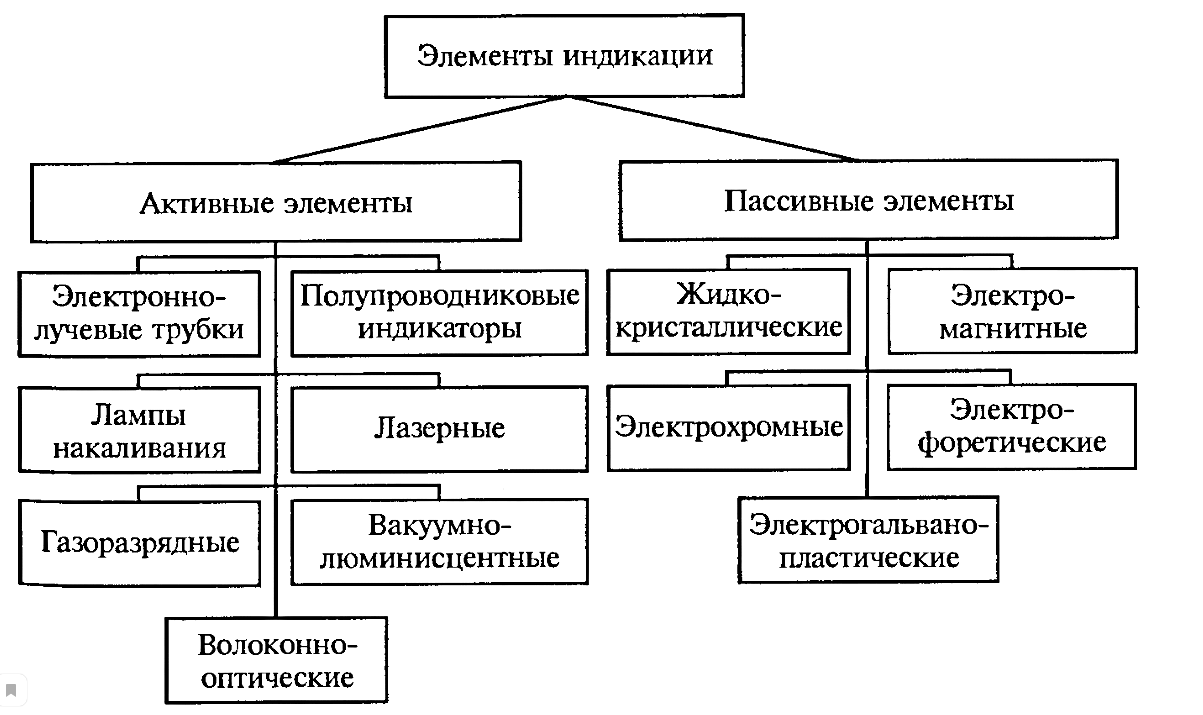 Элементы индикации
Активные элементы
Пассивные элементы
Электронно-
лучевые трубки
Полупроводниковые
индикаторы
Жидко-
кристаллические
Электро-
магнитные
Лампы
накаливания
Лазерные
Электрохромные
Электро-
форетические
Газоразрядные
Вакуумно-
люминисцентные
Электрогальвано-
пластические
Волоконно-
оптические